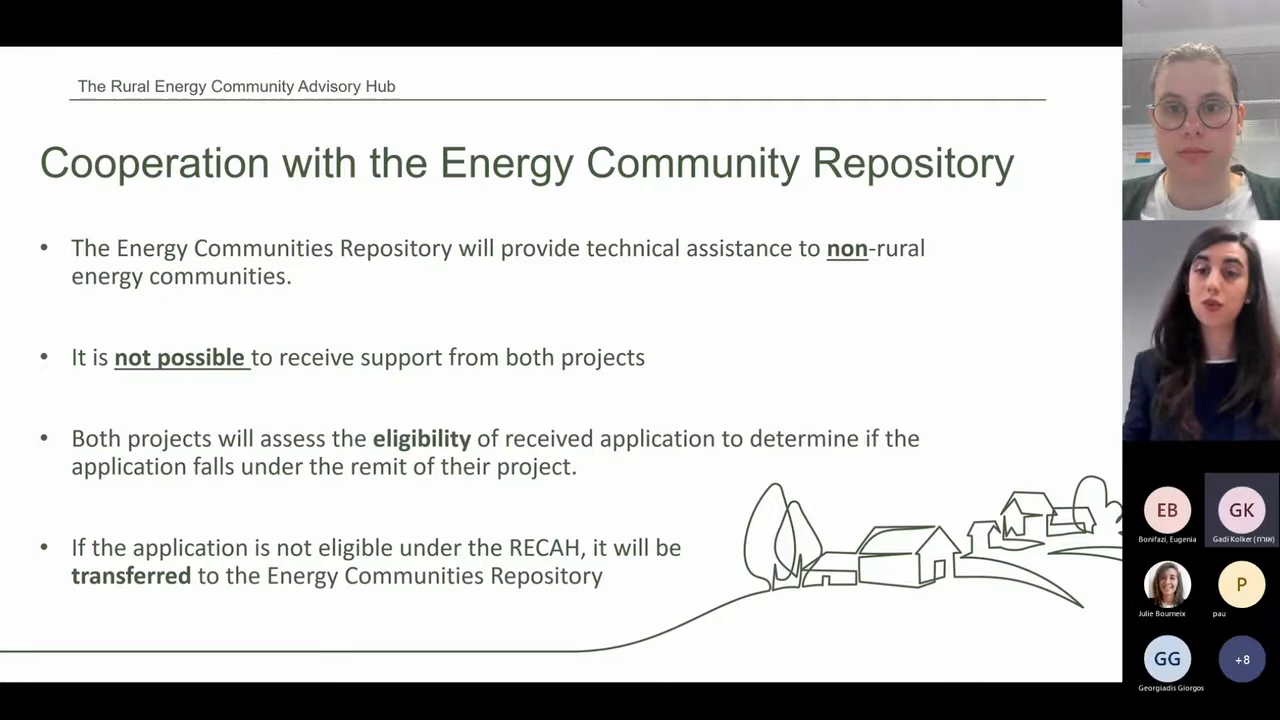 The Rural Energy Community Advisory Hub
Cooperation with the Energy Community Repository
• The Energy Communities Repository will provide technical assistance to non-rural
energy communities.
• It is not possible to receive support from both projects
• Both projects will assess the eligibility of received application to determine if the
application falls under the remit of their project.
• If the application is not eligible under the RECAH, it will be
transferred to the Energy Communities Repository
EB
Bonifazi, Eugenia
GK
Gadi Kolker (אורח)
Julie Bourneix
P
pau
GG
Georgiadis Giorgos
+8